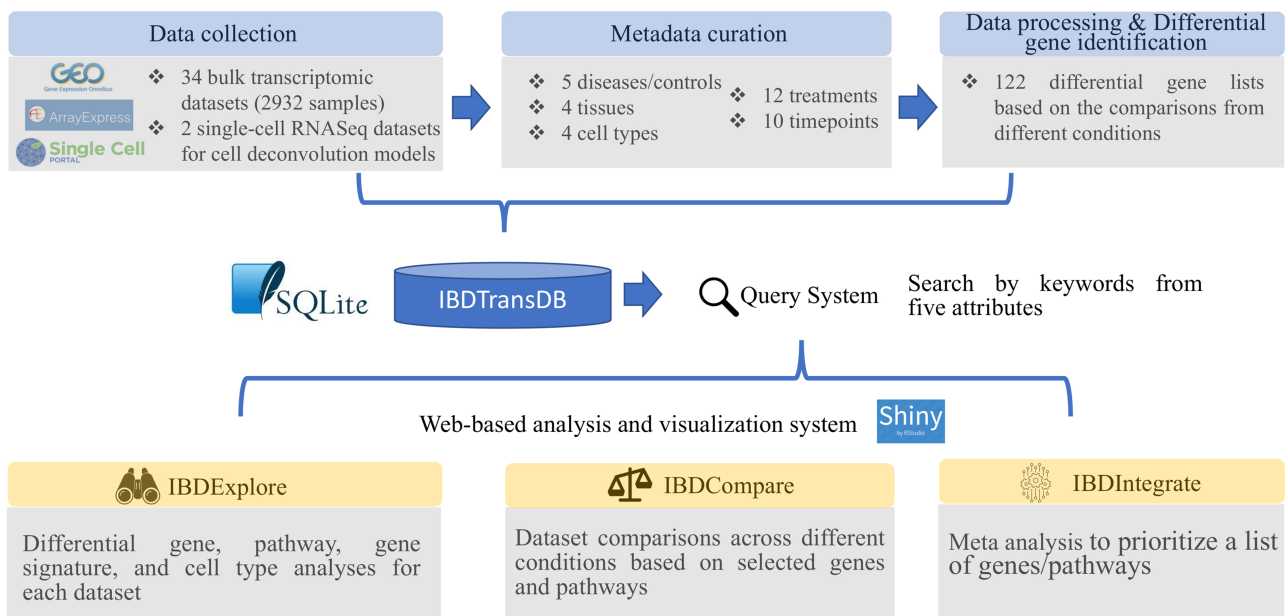 Data collection
GEO
Gene Expression Omnibus
ArrayExpress
Single Cell
PORTAL
❖ 34 bulk transcriptomic
datasets (2932 samples)
❖ 2 single-cell RNASeq datasets
for cell deconvolution models
Metadata curation
❖ 5 diseases/controls
❖ 4 tissues
❖ 4 cell types
❖ 12 treatments
❖ 10 timepoints
Data processing & Differential
gene identification
❖ 122 differential gene lists
based on the comparisons from
different conditions
SQLite
IBDTransDB
Query System
Search by keywords from
five attributes
Web-based analysis and visualization system
Shiny
by RStudio
IBDExplore
Differential gene, pathway, gene
signature, and cell type analyses for
each dataset
IBDCompare
Dataset comparisons across different
conditions based on selected genes
and pathways
IBDIntegrate
Meta analysis to prioritize a list
of genes/pathways